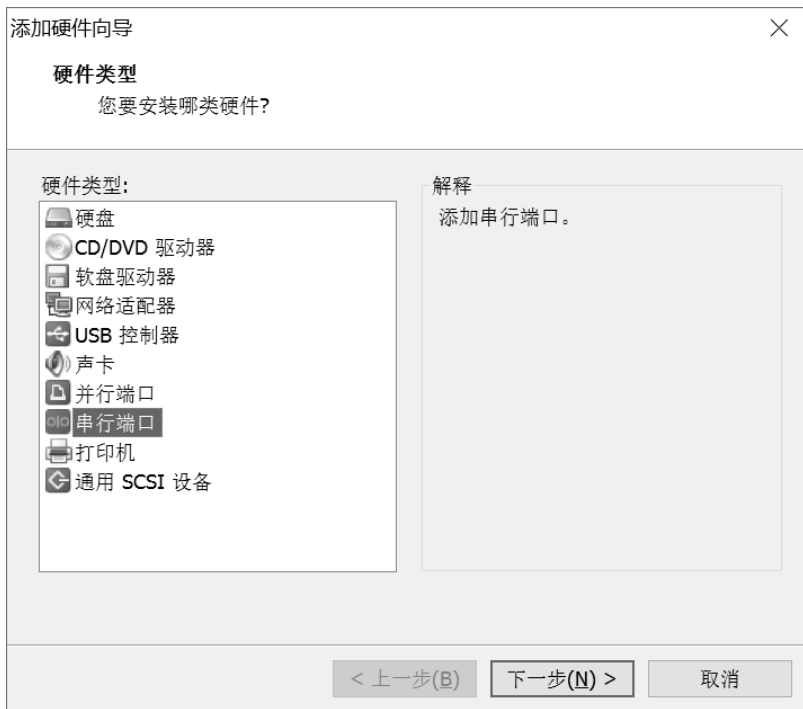 添加硬件向导
硬件类型
您要安装哪类硬件?
硬件类型:
硬盘
CD/DVD 驱动器
软盘驱动器
网络适配器
USB 控制器
声卡
并行端口
串行端口
打印机
通用 SCSI 设备
解释
添加串行端口。
< 上一步(B)
下一步(N) >
取消